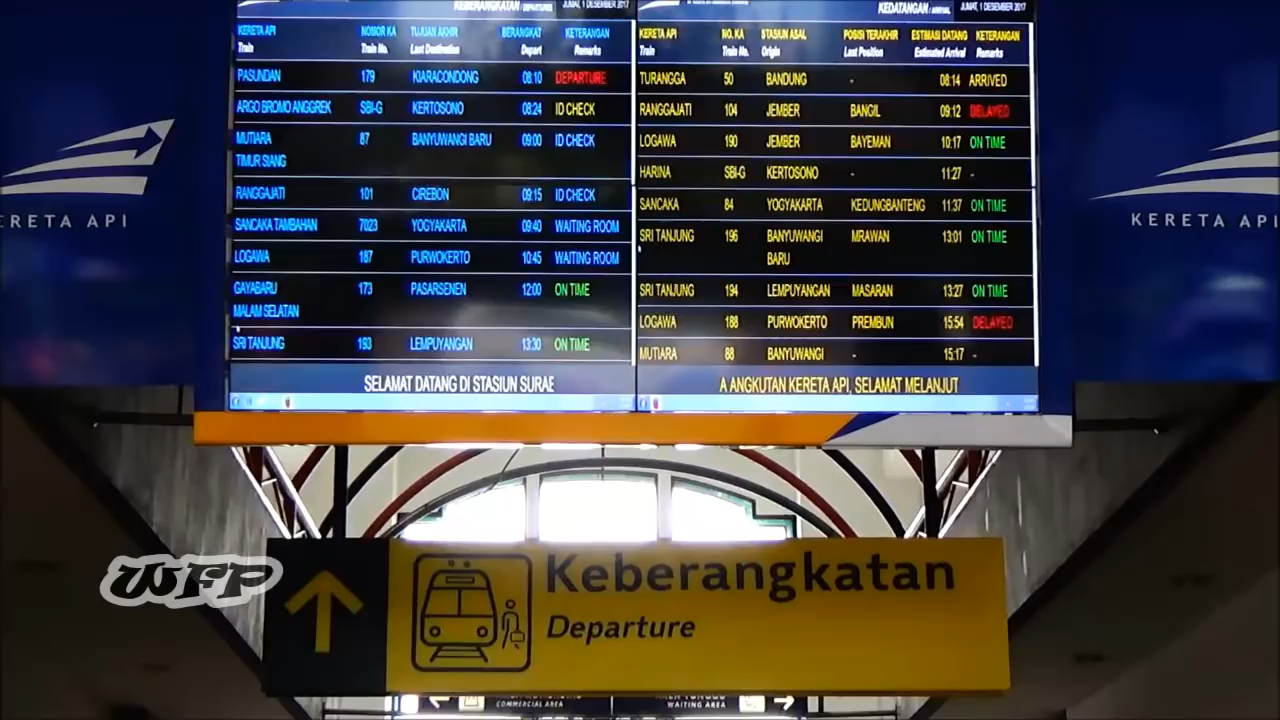 KEBERANGKATAN / DEPARTURES JUMAT, 1 DESEMBER 2017
KERETA API NOMOR KA TUJUAN AKHIR BERANGKAT KETERANGAN
Train Train No. Last Destination Depart Remarks
PASUNDAN 179 KIARACONDONG 08:10 DEPARTURE
ARGO BROMO ANGGREK SBI-G KERTOSONO 08:24 ID CHECK
MUTIARA 87 BANYUWANGI BARU 09:00 ID CHECK
TIMUR SIANG
RANGGAJATI 101 CIREBON 09:15 ID CHECK
SANCAKA TAMBAHAN 7023 YOGYAKARTA 09:40 WAITING ROOM
LOGAWA 187 PURWOKERTO 10:45 WAITING ROOM
GAYABARU 173 PASARSENEN 12:00 ON TIME
MALAM SELATAN
SRI TANJUNG 193 LEMPUYANGAN 13:30 ON TIME
SELAMAT DATANG DI STASIUN SURAE
KEDATANGAN / ARRIVAL JUMAT, 1 DESEMBER 2017
KERETA API NO. KA STASIUN ASAL POSISI TERAKHIR ESTIMASI DATANG KETERANGAN
Train Train No. Origin Last Position Estimated Arrival Remarks
TURANGGA 50 BANDUNG - 08:14 ARRIVED
RANGGAJATI 104 JEMBER BANGIL 09:12 DELAYED
LOGAWA 190 JEMBER BAYEMAN 10:17 ON TIME
HARINA SBI-G KERTOSONO - 11:27 -
SANCAKA 84 YOGYAKARTA KEDUNGBANTENG 11:37 ON TIME
SRI TANJUNG 196 BANYUWANGI MRAWAN 13:01 ON TIME
BARU
SRI TANJUNG 194 LEMPUYANGAN MASARAN 13:27 ON TIME
LOGAWA 188 PURWOKERTO PREMBUN 15:54 DELAYED
MUTIARA 88 BANYUWANGI - 15:17 -
A ANGKUTAN KERETA API, SELAMAT MELANJUT
KERETA API
KERETA API
WFP
Keberangkatan
Departure
COMMERCIAL AREA
WAITING AREA